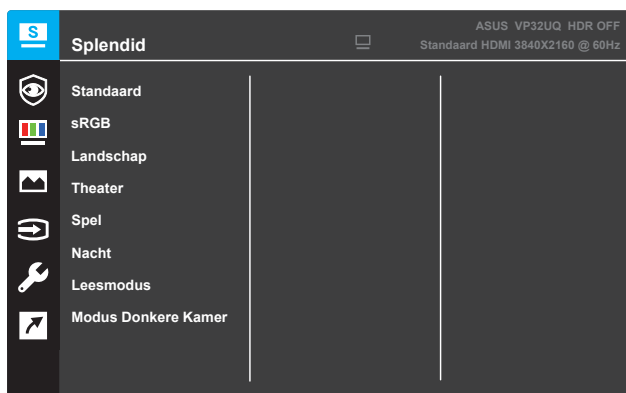 S
ASUS VP32UQ HDR OFF
Splendid
Standaard HDMI 3840X2160 @ 60Hz
Standaard
sRGB
Landschap
Theater
Spel
Nacht
Leesmodus
Modus Donkere Kamer